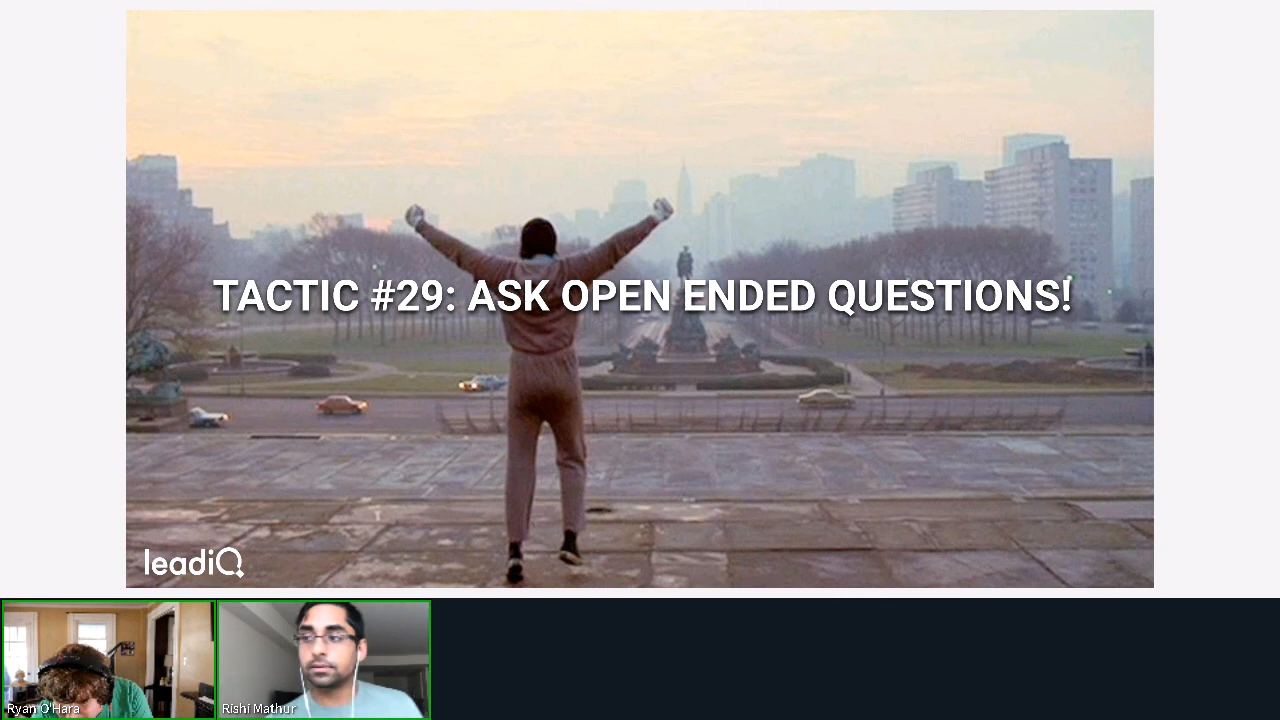 TACTIC #29: ASK OPEN ENDED QUESTIONS!
leadiQ
Ryan O'Hara
Rishi Mathur